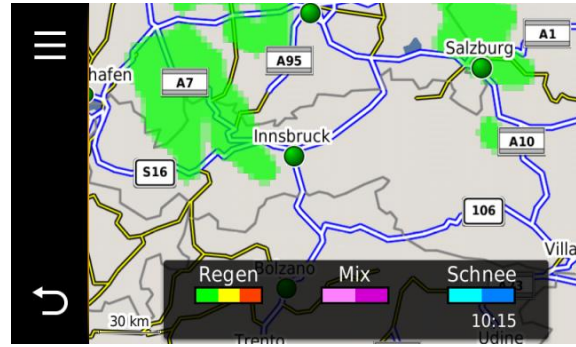 A1
Salzburg
A95
hafen
A7
Innsbruck
A10
S16
106
Villa
Regen
Mix
Schnee
Bolzano
10:15
30 km
Trento
Udine